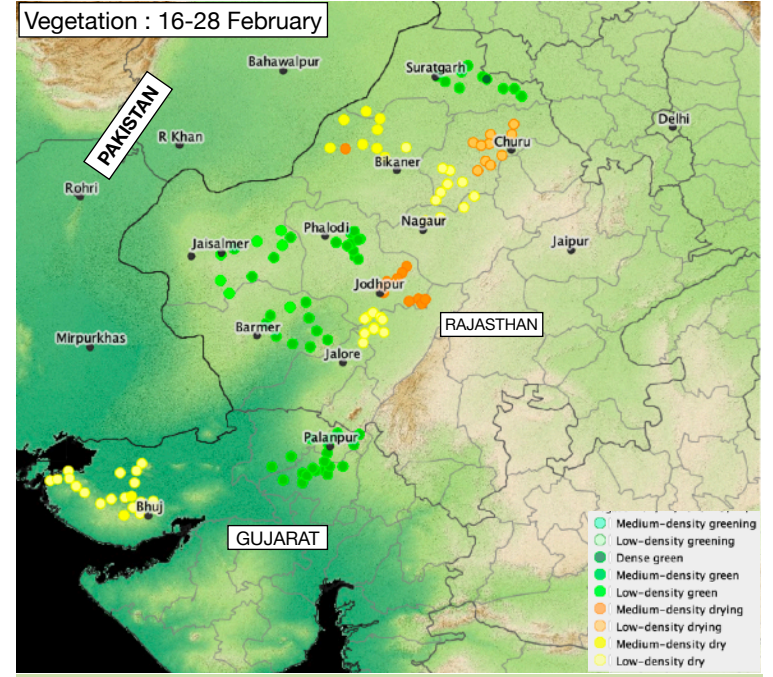 Vegetation : 16-28 February
Bahawalpur
Suratgarh
PAKISTAN
Delhi
R Khan
Churu
Bikaner
Rohri
Nagaur
Phalodi
Jaisalmer
Jaipur
Jodhpur
Barmer
RAJASTHAN
Mirpurkhas
Jalore
Palanpur
Bhuj
GUJARAT
Medium-density greening
Low-density greening
Dense green
Medium-density green
Low-density green
Medium-density drying
Low-density drying
Medium-density dry
Low-density dry